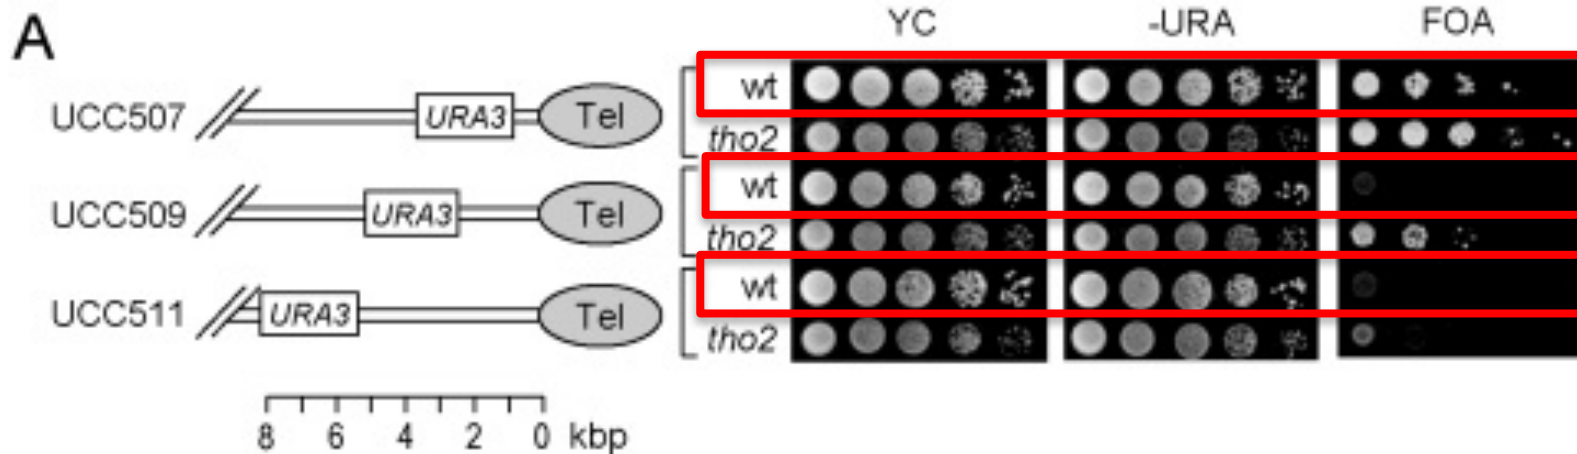 A
YC -URA FOA
UCC507 URA3 Tel wt
tho2
UCC509 URA3 Tel wt
tho2
UCC511 URA3 Tel wt
tho2
8 6 4 2 0 kbp